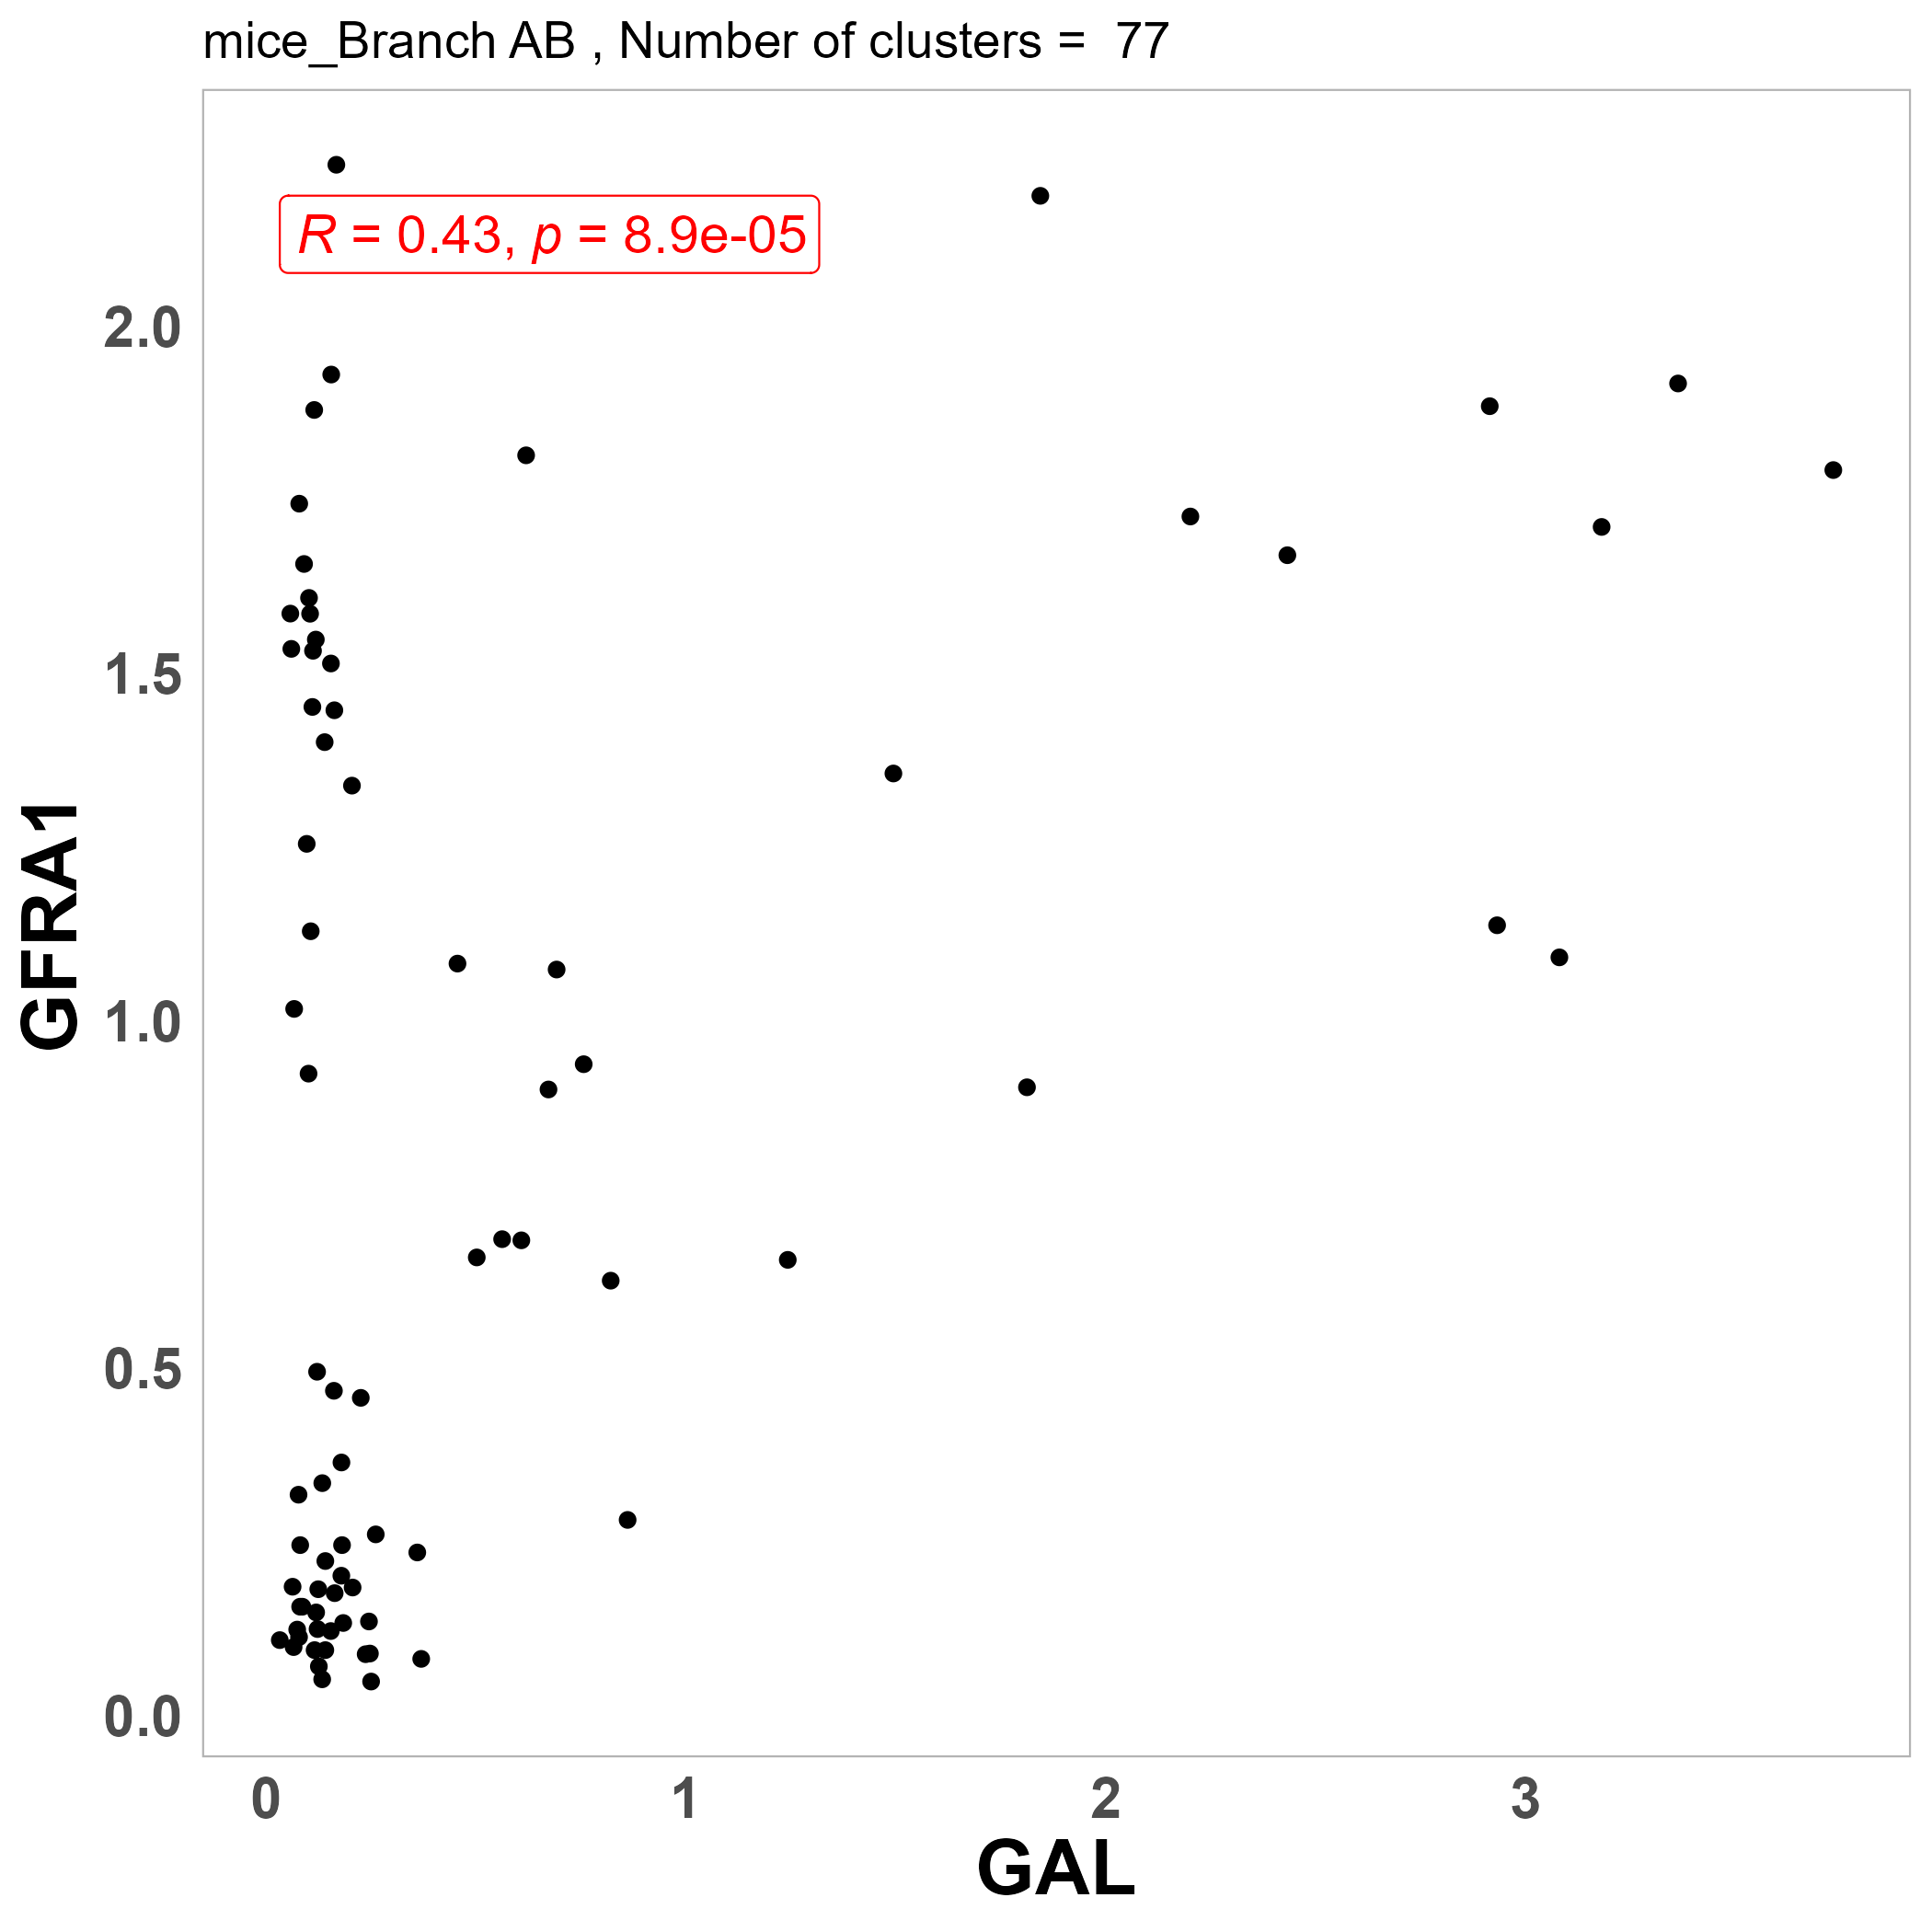 mice_Branch AB , Number of clusters =  77
R = 0.43, p = 8.9e-05
2.0
1.5
1.0
0.5
0.0
GFRA1
0 1 2 3
GAL